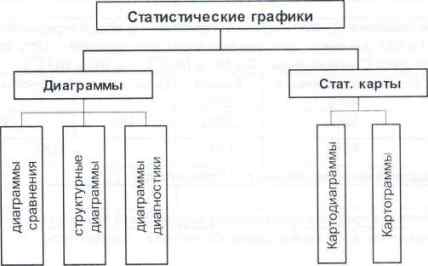 Статистические графики
Диаграммы
Стат. карты
диаграммы
сравнения
структурные
диаграммы
диаграммы
диагностики
Картодиаграммы
Картограммы